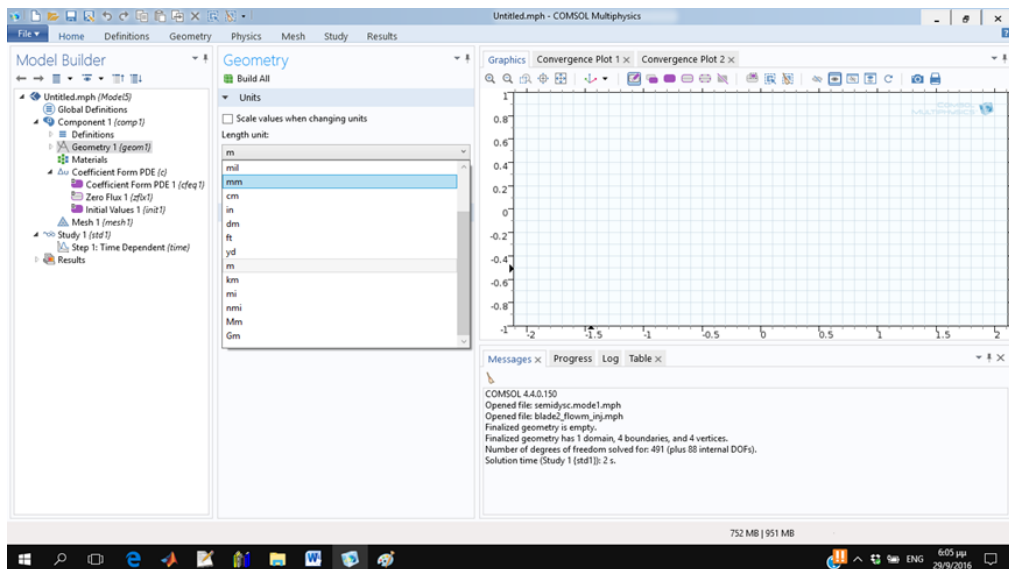 Untitled.mph - COMSOL Multiphysics
File Home Definitions Geometry Physics Mesh Study Results
Model Builder
Untitled.mph (Model5)
Global Definitions
Component 1 (comp1)
Definitions
Geometry 1 (geom1)
Materials
Δu Coefficient Form PDE (c)
Coefficient Form PDE 1 (cfeq1)
Zero Flux 1 (zflx1)
Initial Values 1 (init1)
Mesh 1 (mesh1)
Study 1 (std1)
Step 1: Time Dependent (time)
Results
Geometry
Build All
Units
Scale values when changing units
Length unit:
m
mil
mm
cm
in
dm
ft
yd
m
km
mi
nmi
Mm
Gm
Graphics Convergence Plot 1 Convergence Plot 2
COMSOL
MULTIPHYSICS
1
0.8
0.6
0.4
0.2
0
-0.2
-0.4
-0.6
-0.8
-1
-2 -1.5 -1 -0.5 0 0.5 1 1.5 2
Messages Progress Log Table
COMSOL 4.4.0.150
Opened file: semidysc.mode1.mph
Opened file: blade2_flowm_inj.mph
Finalized geometry is empty.
Finalized geometry has 1 domain, 4 boundaries, and 4 vertices.
Number of degrees of freedom solved for: 491 (plus 88 internal DOFs).
Solution time (Study 1 (std1)): 2 s.
752 MB | 951 MB
ENG
6:05 μμ
29/9/2016